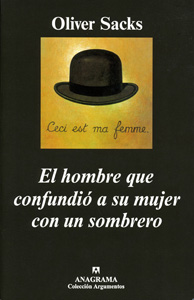 Oliver Sacks
Ceci est ma femme
El hombre que
confundió a su mujer
con un sombrero
ANAGRAMA
Colección Argumentos